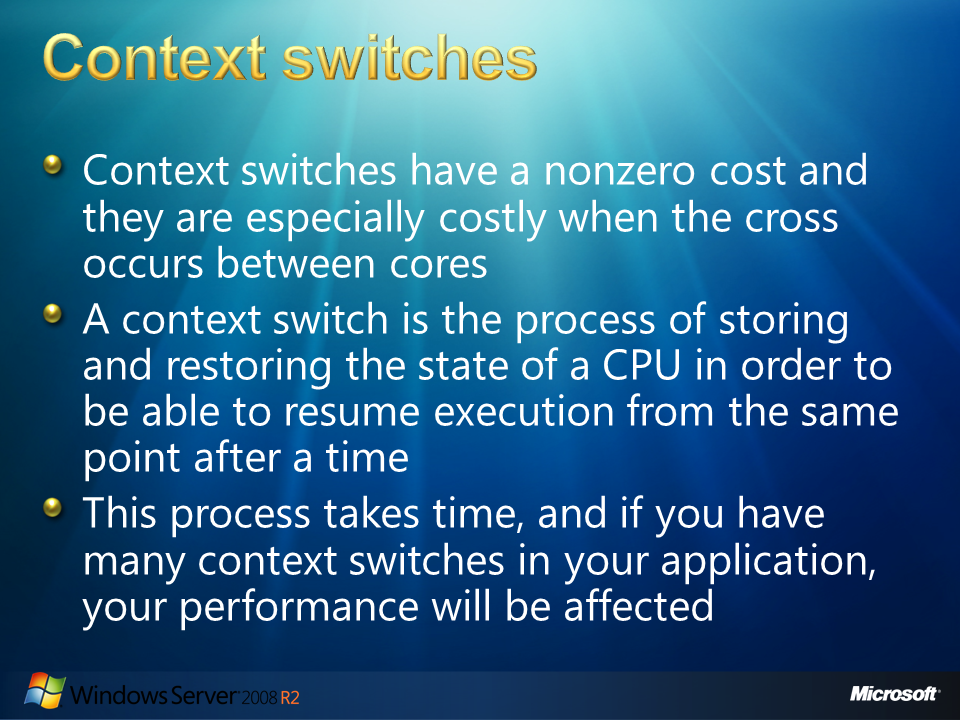 Context switches
Context switches have a nonzero cost and
they are especially costly when the cross
occurs between cores
A context switch is the process of storing
and restoring the state of a CPU in order to
be able to resume execution from the same
point after a time
This process takes time, and if you have
many context switches in your application,
your performance will be affected
Windows Server 2008 R2
Microsoft®